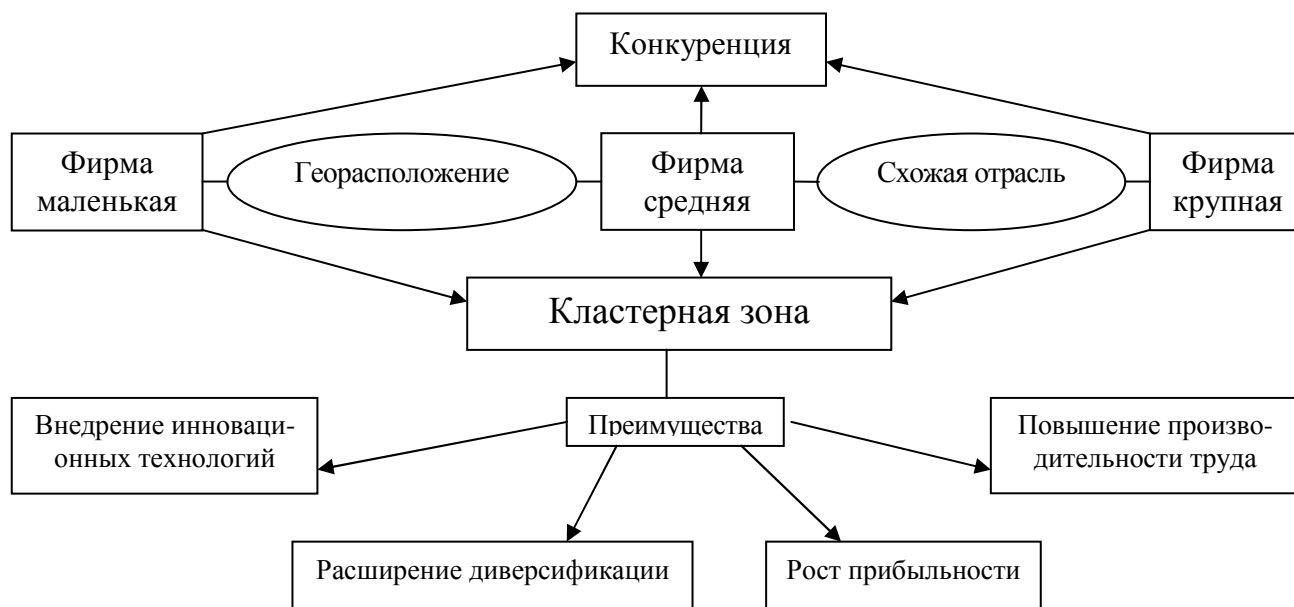 Конкуренция
Фирма
маленькая
Георасположение
Фирма
средняя
Схожая отрасль
Фирма
крупная
Кластерная зона
Преимущества
Внедрение инноваци-
онных технологий
Повышение произво-
дительности труда
Расширение диверсификации
Рост прибыльности